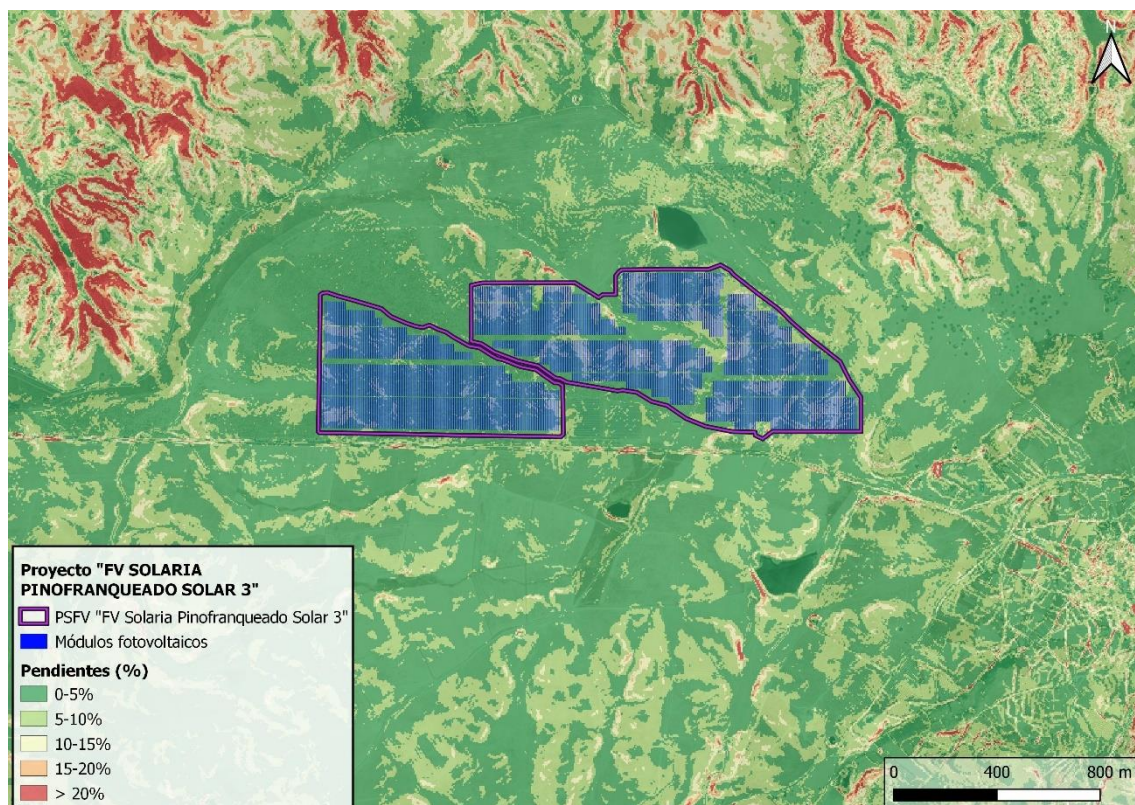 N
Proyecto "FV SOLARIA
PINOFRANQUEADO SOLAR 3"
PSFV "FV Solaria Pinofranqueado Solar 3"
Módulos fotovoltaicos
Pendientes (%)
0-5%
5-10%
10-15%
15-20%
> 20%
0 400 800 m